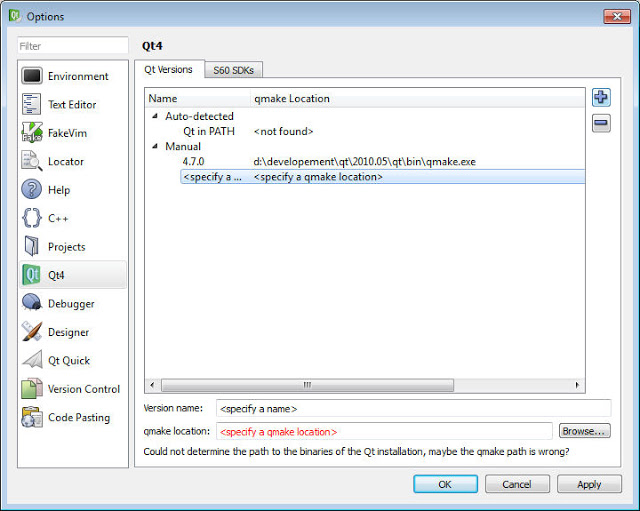 Options
Filter
Qt4
Environment
Text Editor
FakeVim
Locator
Help
C++
Projects
Qt4
Debugger
Designer
Qt Quick
Version Control
Code Pasting
Qt Versions
S60 SDKs
Name qmake Location
Auto-detected
Qt in PATH <not found>
Manual
4.7.0 d:\developement\qt\2010.05\qt\bin\qmake.exe
<specify a ... <specify a qmake location>
Version name: <specify a name>
qmake location: <specify a qmake location> Browse...
Could not determine the path to the binaries of the Qt installation, maybe the qmake path is wrong?
OK Cancel Apply